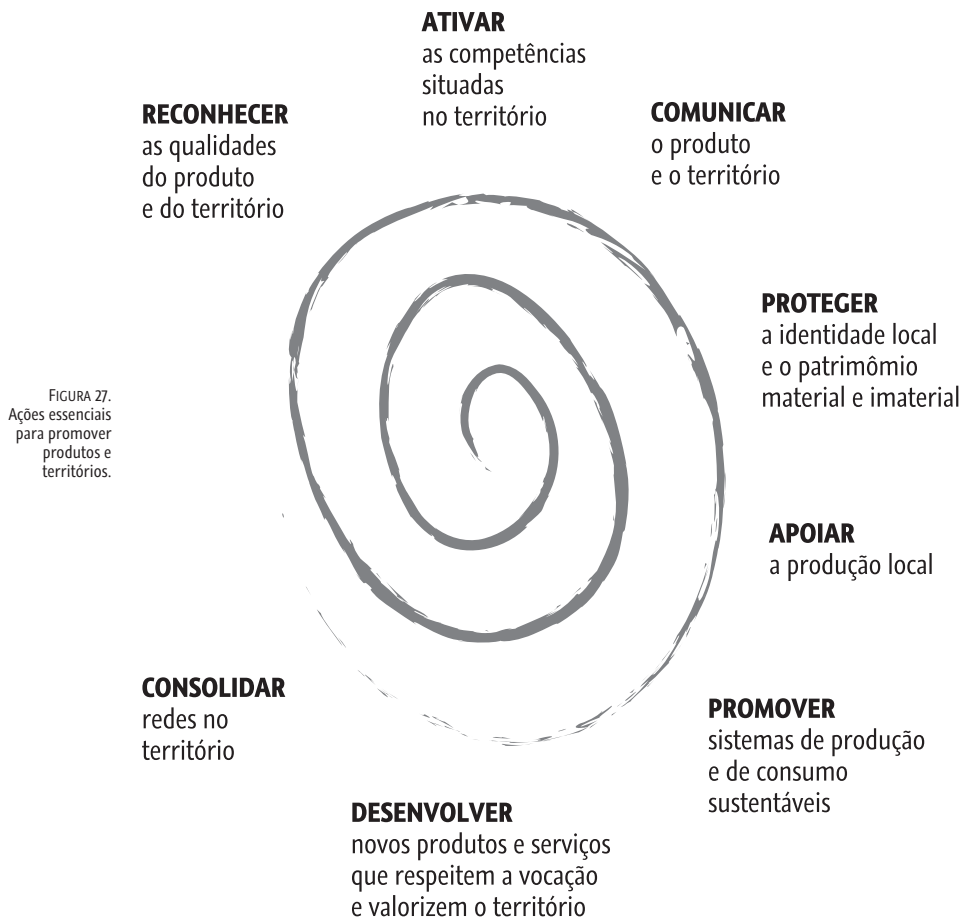 RECONHECER
as qualidades
do produto
e do território
ATIVAR
as competências
situadas
no território
COMUNICAR
o produto
e o território
PROTEGER
a identidade local
e o patrimômio
material e imaterial
APOIAR
a produção local
PROMOVER
sistemas de produção
e de consumo
sustentáveis
DESENVOLVER
novos produtos e serviços
que respeitem a vocação
e valorizem o território
CONSOLIDAR
redes no
território
FIGURA 27.
Ações essenciais
para promover
produtos e
territórios.